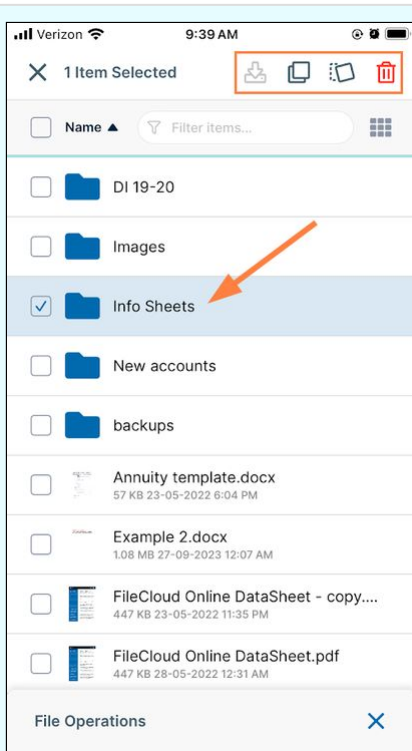 Verizon 9:39 AM
1 Item Selected
Name Filter items...
DI 19-20
Images
Info Sheets
New accounts
backups
Annuity template.docx
57 KB 23-05-2022 6:04 PM
Example 2.docx
1.08 MB 27-09-2023 12:07 AM
FileCloud Online DataSheet - copy....
447 KB 23-05-2022 11:35 PM
FileCloud Online DataSheet.pdf
447 KB 28-05-2022 12:31 AM
File Operations